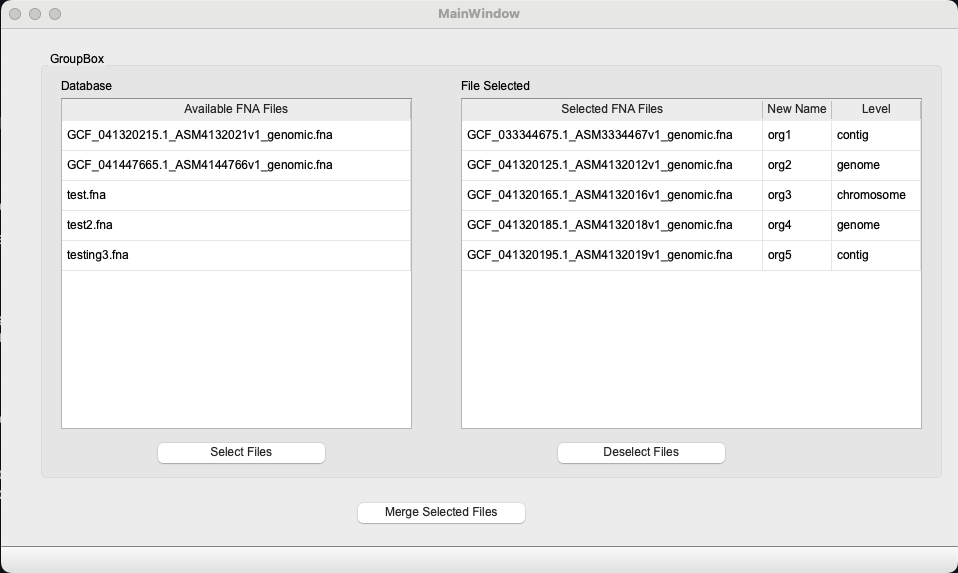 MainWindow
GroupBox
Database
Available FNA Files
GCF_041320215.1_ASM4132021v1_genomic.fna
GCF_041447665.1_ASM4144766v1_genomic.fna
test.fna
test2.fna
testing3.fna
Select Files
File Selected
Selected FNA Files New Name Level
GCF_033344675.1_ASM3334467v1_genomic.fna org1 contig
GCF_041320125.1_ASM4132012v1_genomic.fna org2 genome
GCF_041320165.1_ASM4132016v1_genomic.fna org3 chromosome
GCF_041320185.1_ASM4132018v1_genomic.fna org4 genome
GCF_041320195.1_ASM4132019v1_genomic.fna org5 contig
Deselect Files
Merge Selected Files